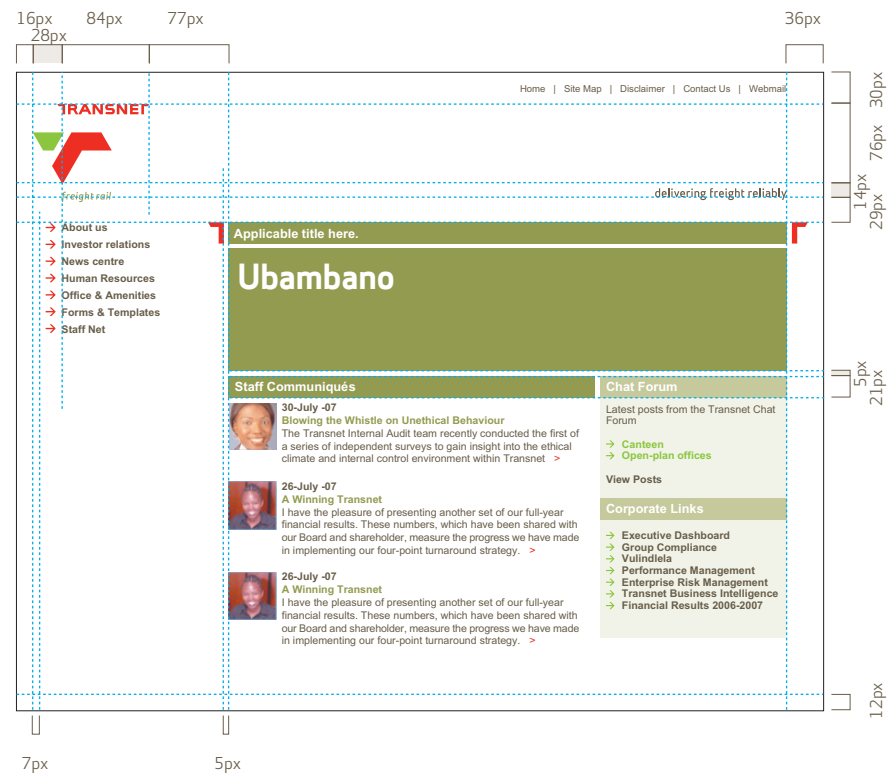 16px 84px 77px 36px
28px
Home | Site Map | Disclaimer | Contact Us | Webmail
30px
TRANSNET
76px
freight rail
delivering freight reliably
14px
29px
About us
Investor relations
News centre
Human Resources
Office & Amenities
Forms & Templates
Staff Net
Applicable title here.
Ubambano
5px
21px
Staff Communiqués
30-July -07
Blowing the Whistle on Unethical Behaviour
The Transnet Internal Audit team recently conducted the first of
a series of independent surveys to gain insight into the ethical
climate and internal control environment within Transnet >
26-July -07
A Winning Transnet
I have the pleasure of presenting another set of our full-year
financial results. These numbers, which have been shared with
our Board and shareholder, measure the progress we have made
in implementing our four-point turnaround strategy. >
26-July -07
A Winning Transnet
I have the pleasure of presenting another set of our full-year
financial results. These numbers, which have been shared with
our Board and shareholder, measure the progress we have made
in implementing our four-point turnaround strategy. >
Chat Forum
Latest posts from the Transnet Chat
Forum
Canteen
Open-plan offices
View Posts
Corporate Links
Executive Dashboard
Group Compliance
Vulindlela
Performance Management
Enterprise Risk Management
Transnet Business Intelligence
Financial Results 2006-2007
12px
7px 5px